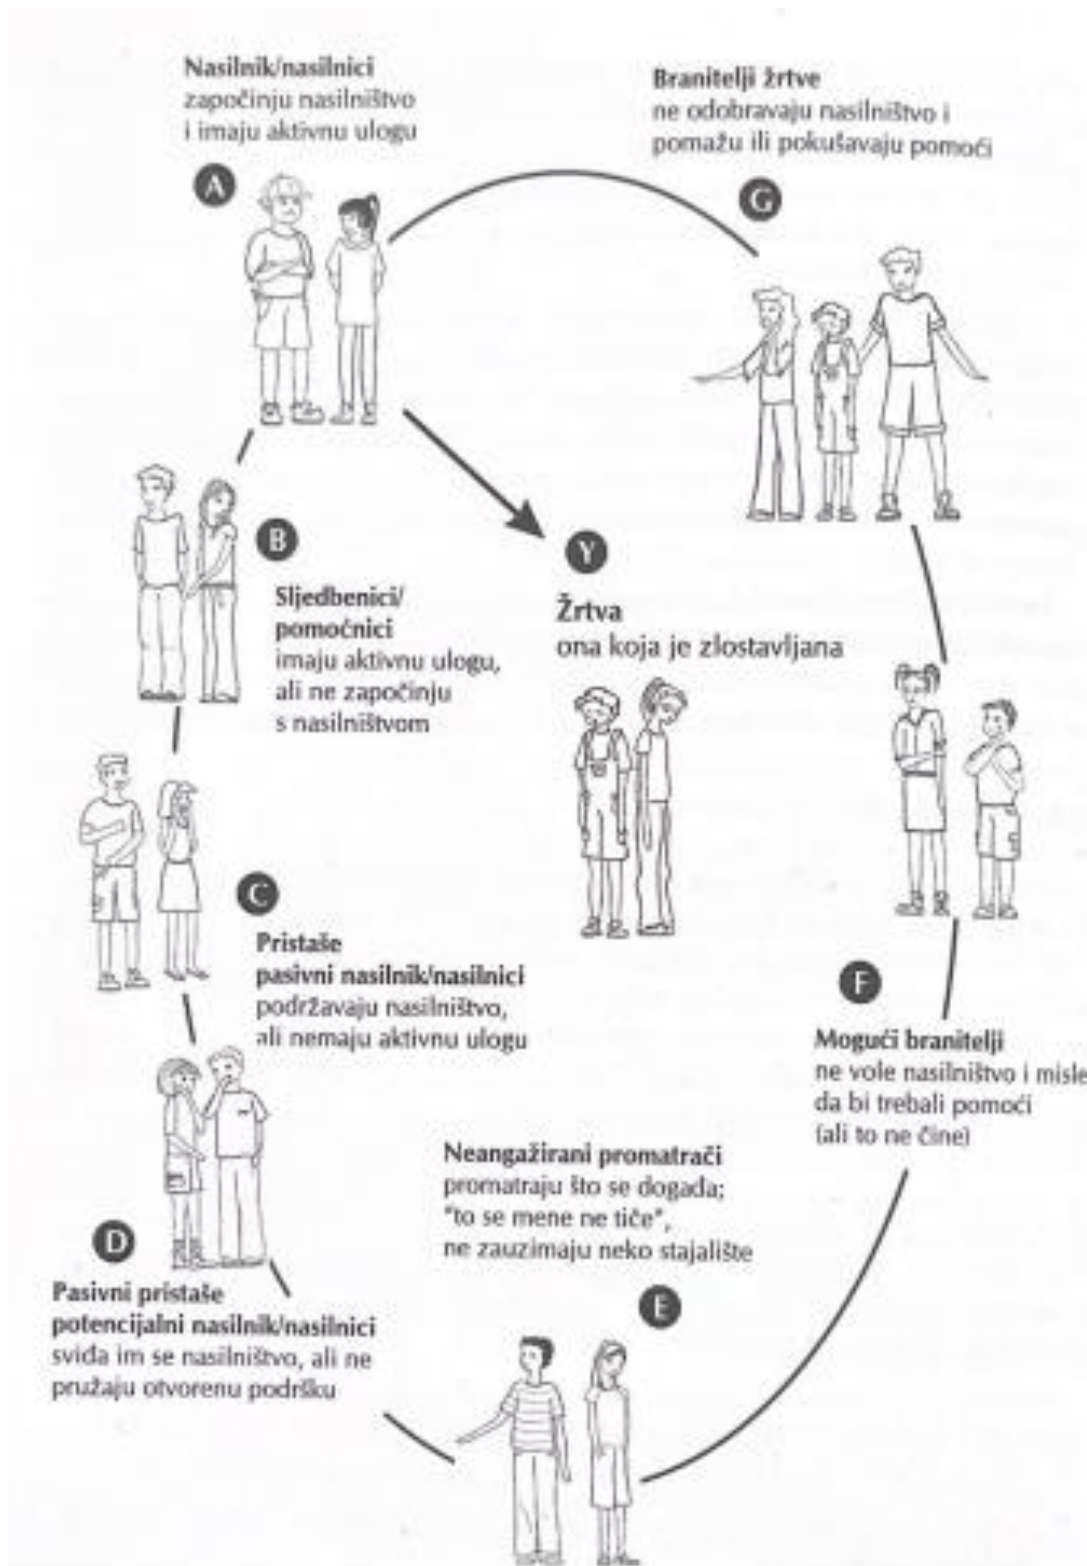 Nasilnik/nasilnici
započinju nasilništvo
i imaju aktivnu ulogu
A
Branitelji žrtve
ne odobravaju nasilništvo i
pomažu ili pokušavaju pomoći
G
B
Sljedbenici/
pomoćnici
imaju aktivnu ulogu,
ali ne započinju
s nasilništvom
Y
Žrtva
ona koja je zlostavljana
C
Pristaše
pasivni nasilnik/nasilnici
podržavaju nasilništvo,
ali nemaju aktivnu ulogu
D
Pasivni pristaše
potencijalni nasilnik/nasilnici
sviđa im se nasilništvo, ali ne
pružaju otvorenu podršku
Neangažirani promatrači
promatraju što se događa;
"to se mene ne tiče",
ne zauzimaju neko stajalište
E
F
Mogući branitelji
ne vole nasilništvo i misle
da bi trebali pomoći
(ali to ne čine)